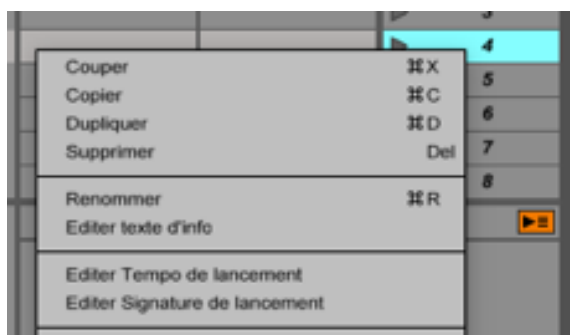 4
Couper ⌘X
5
Copier ⌘C
6
Dupliquer ⌘D
7
Supprimer Del
8
Renommer ⌘R
Editer texte d'info
Editer Tempo de lancement
Editer Signature de lancement